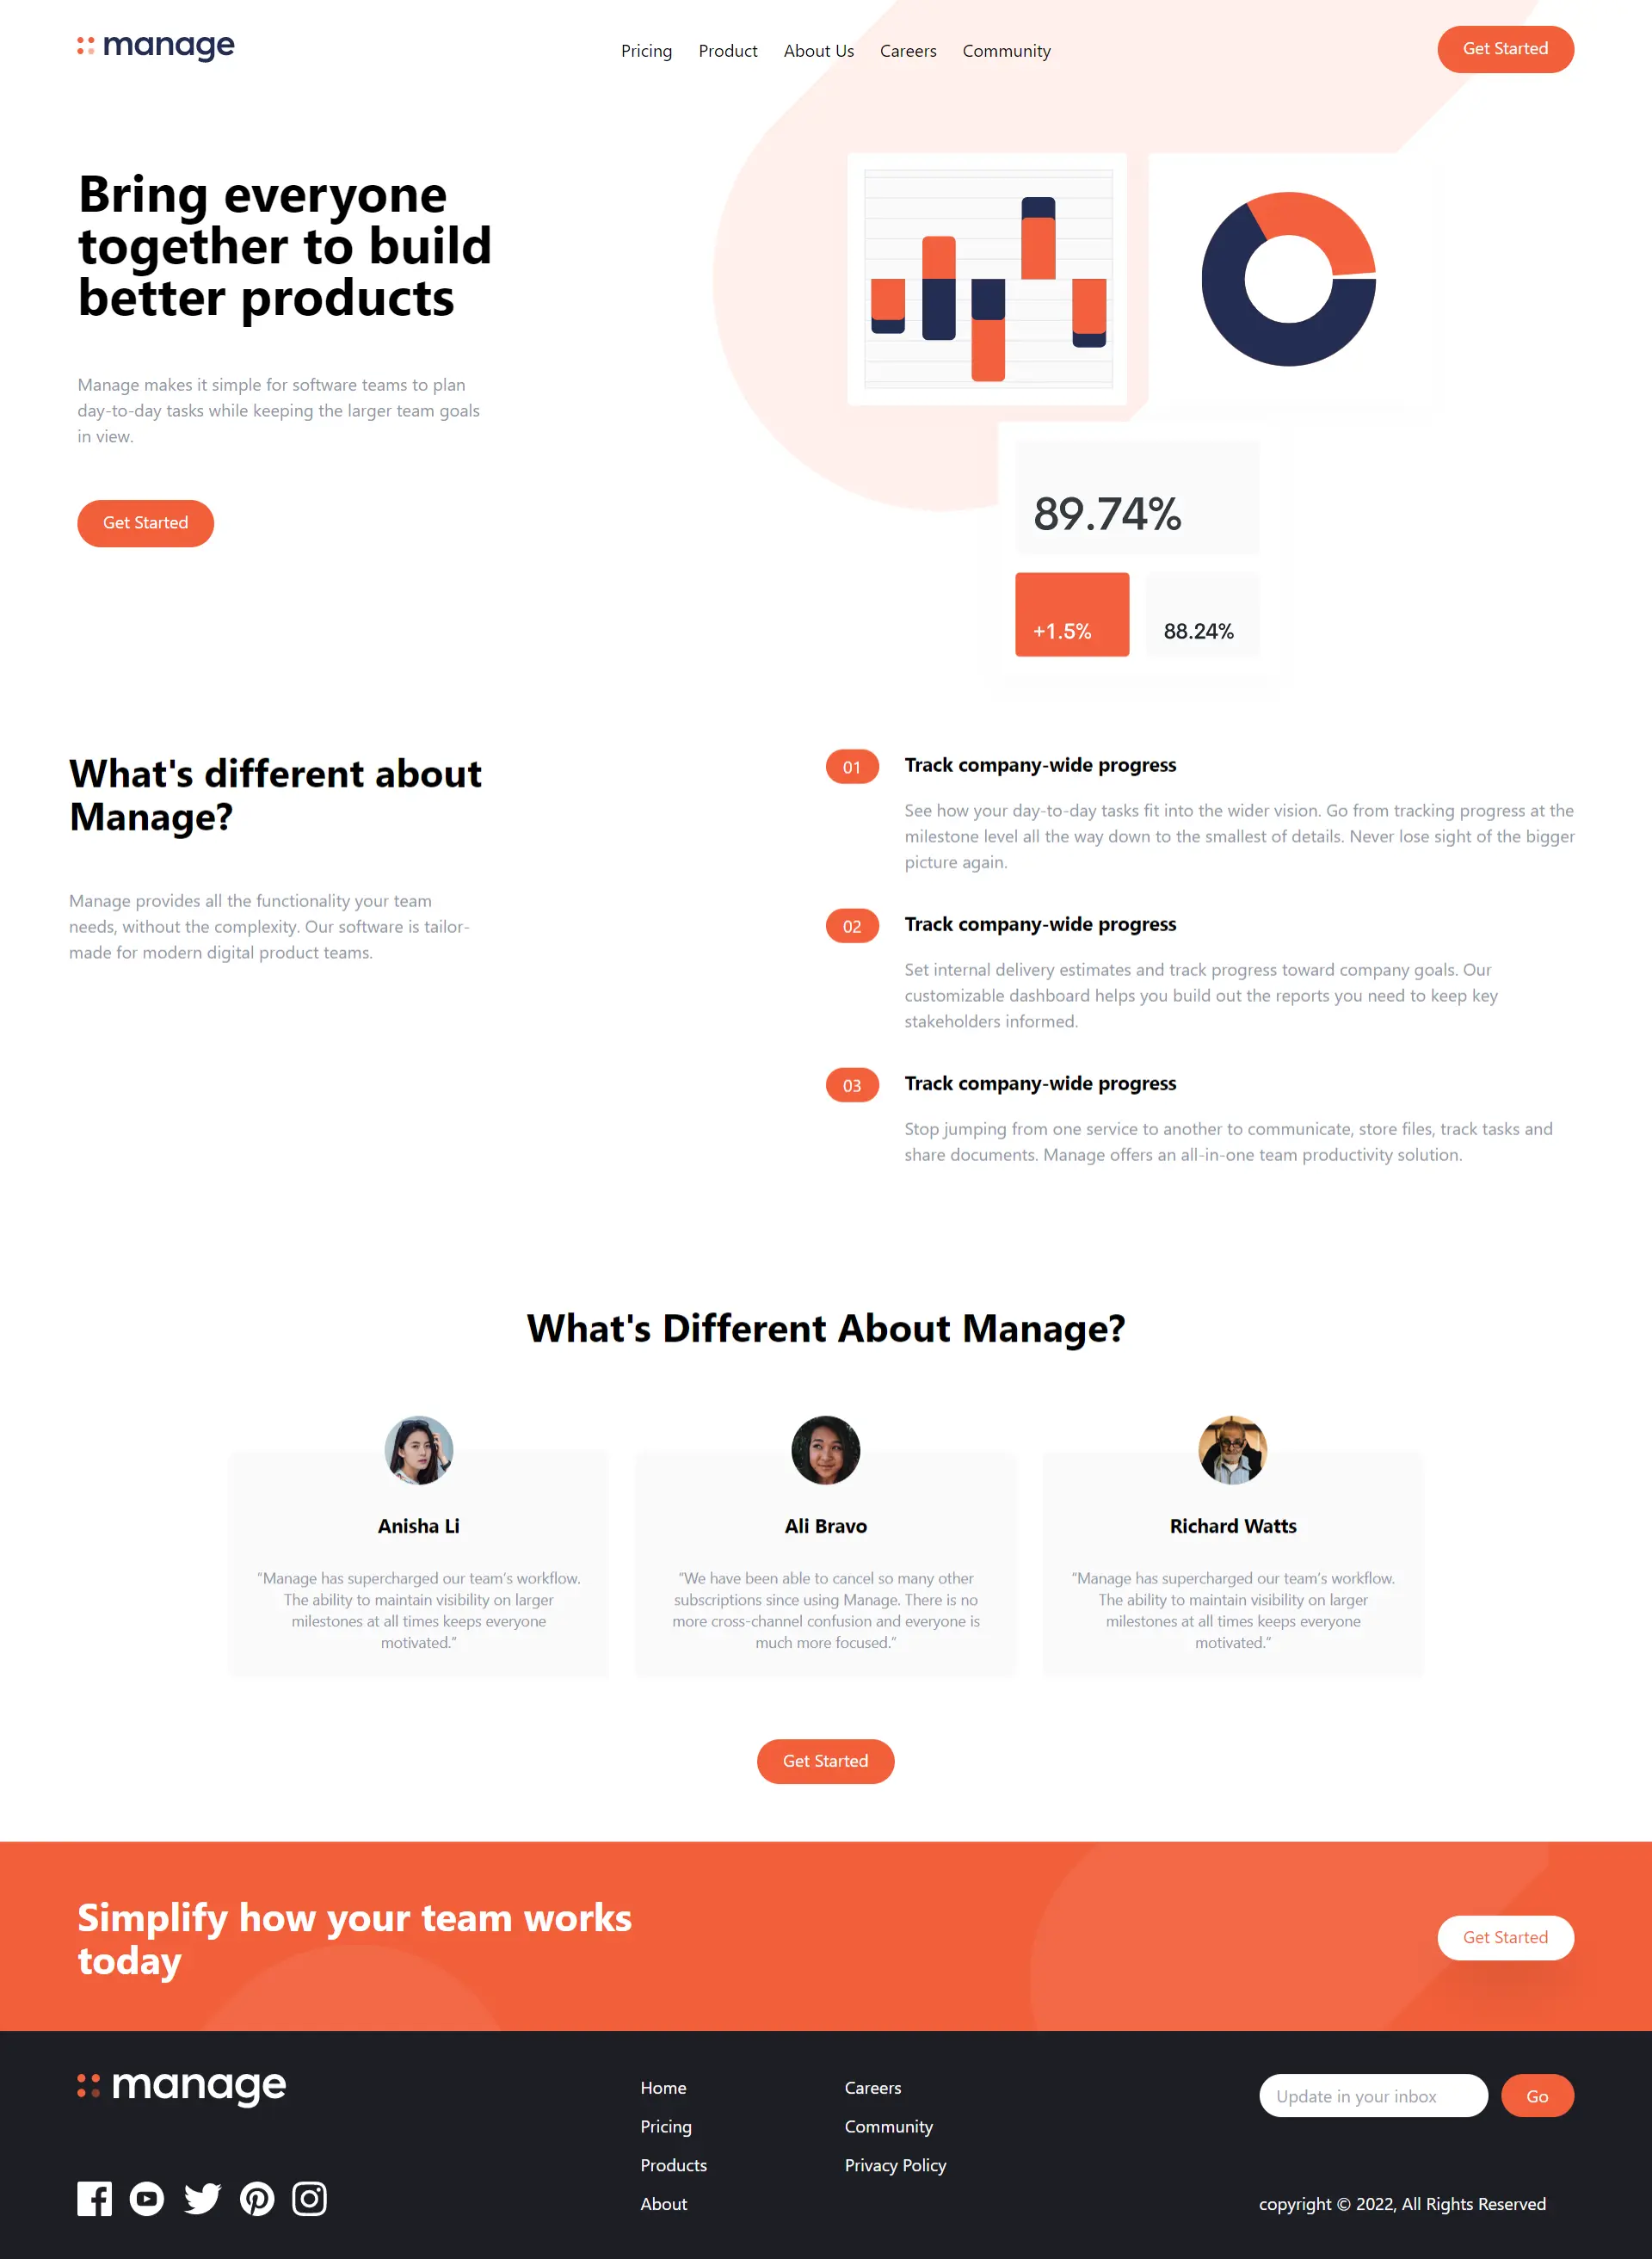 manage
Pricing
Product
About Us
Careers
Community
Get Started
Bring everyone
together to build
better products
Manage makes it simple for software teams to plan
day-to-day tasks while keeping the larger team goals
in view.
Get Started
89.74%
+1.5%
88.24%
What's different about
Manage?
Manage provides all the functionality your team
needs, without the complexity. Our software is tailor-
made for modern digital product teams.
01
Track company-wide progress
See how your day-to-day tasks fit into the wider vision. Go from tracking progress at the
milestone level all the way down to the smallest of details. Never lose sight of the bigger
picture again.
02
Track company-wide progress
Set internal delivery estimates and track progress toward company goals. Our
customizable dashboard helps you build out the reports you need to keep key
stakeholders informed.
03
Track company-wide progress
Stop jumping from one service to another to communicate, store files, track tasks and
share documents. Manage offers an all-in-one team productivity solution.
What's Different About Manage?
Anisha Li
“Manage has supercharged our team’s workflow.
The ability to maintain visibility on larger
milestones at all times keeps everyone
motivated.”
Ali Bravo
“We have been able to cancel so many other
subscriptions since using Manage. There is no
more cross-channel confusion and everyone is
much more focused.”
Richard Watts
“Manage has supercharged our team’s workflow.
The ability to maintain visibility on larger
milestones at all times keeps everyone
motivated.”
Get Started
Simplify how your team works
today
Get Started
manage
Home
Pricing
Products
About
Careers
Community
Privacy Policy
Update in your inbox
Go
copyright © 2022, All Rights Reserved